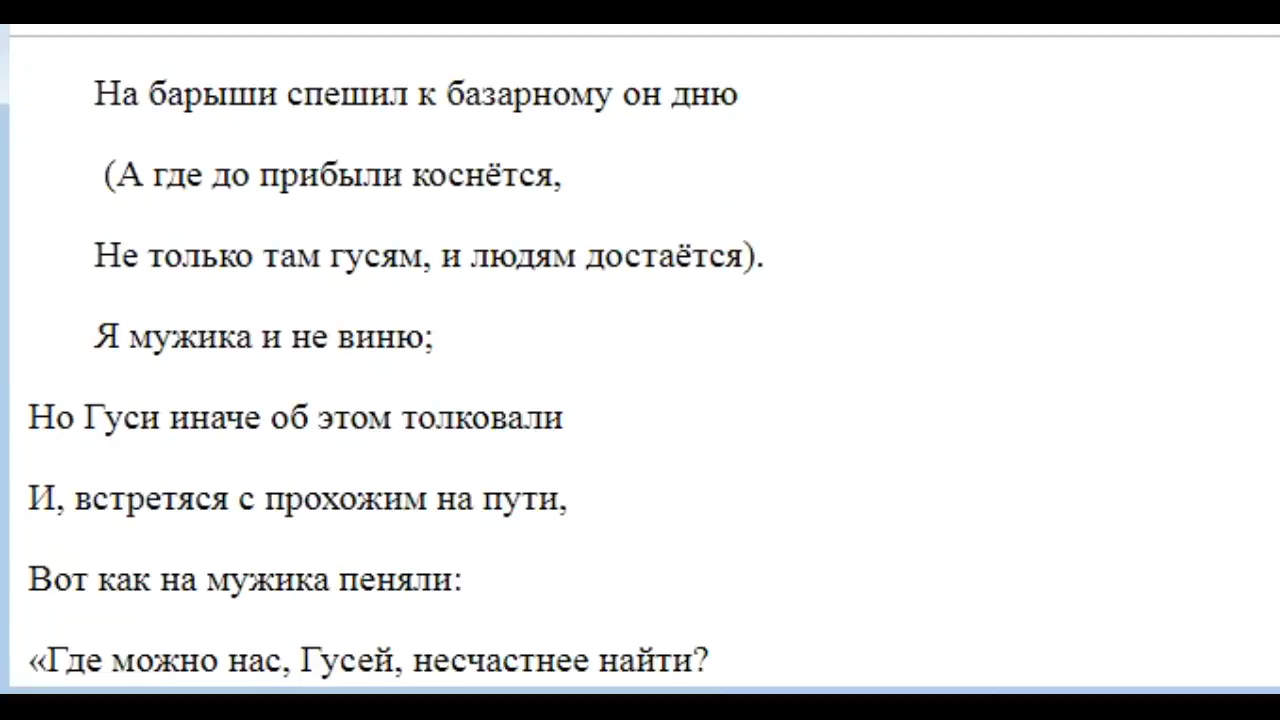 На барыши спешил к базарному он дню
(А где до прибыли коснётся,
Не только там гусям, и людям достаётся).
Я мужика и не виню;
Но Гуси иначе об этом толковали
И, встретяся с прохожим на пути,
Вот как на мужика пеняли:
«Где можно нас, Гусей, несчастнее найти?